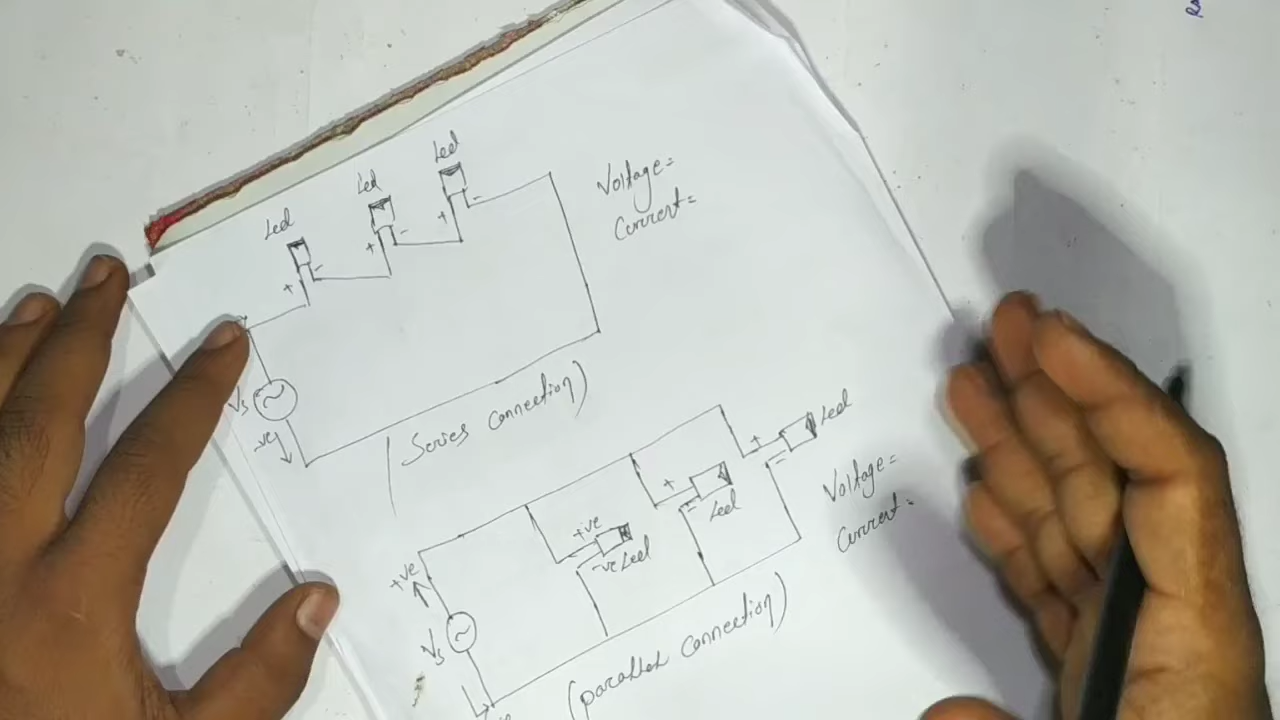 Led
Led
Led
+
-
+
-
+
-
Voltage=
Current=
Vs
-ve
(Series connection)
+ve
Vs
+ve
-ve Led
+
-
Led
+
-
Led
Voltage=
Current=
(parallel connection)